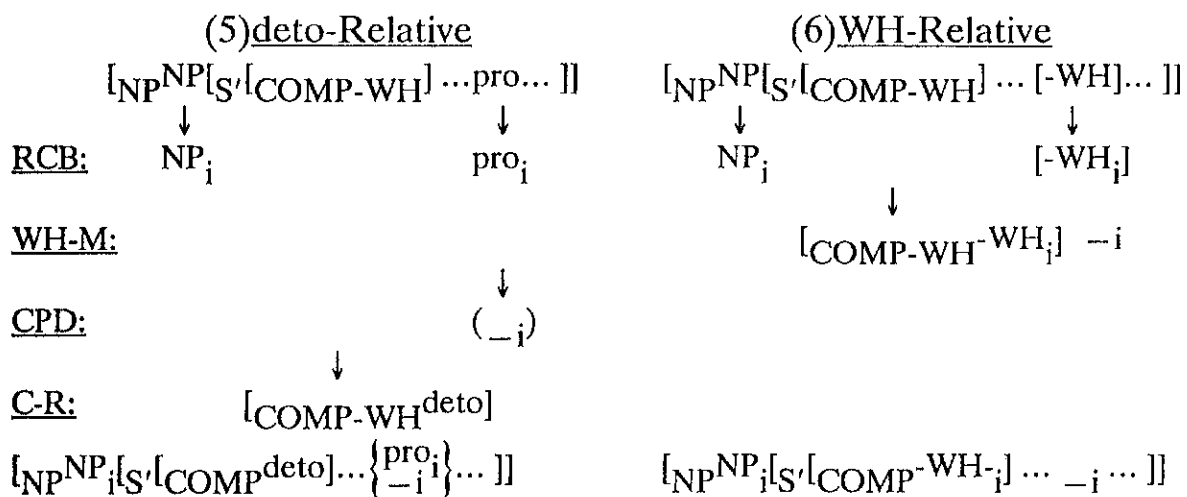 (5)deto-Relative (6)WH-Relative
[NP NP[S'[COMP-WH] ...pro... ]] [NP NP[S'[COMP-WH] ... [-WH]... ]]
↓ ↓ ↓ ↓
RCB: NPi proi NPi [-WHi]
↓
WH-M: [COMP-WH-WHi] –i
↓
CPD: (–i)
↓
C-R: [COMP-WH deto]
[NP NPi[S'[COMP deto]...{proi –i}... ]] [NP NPi[S'[COMP-WH-i] ... –i ... ]]